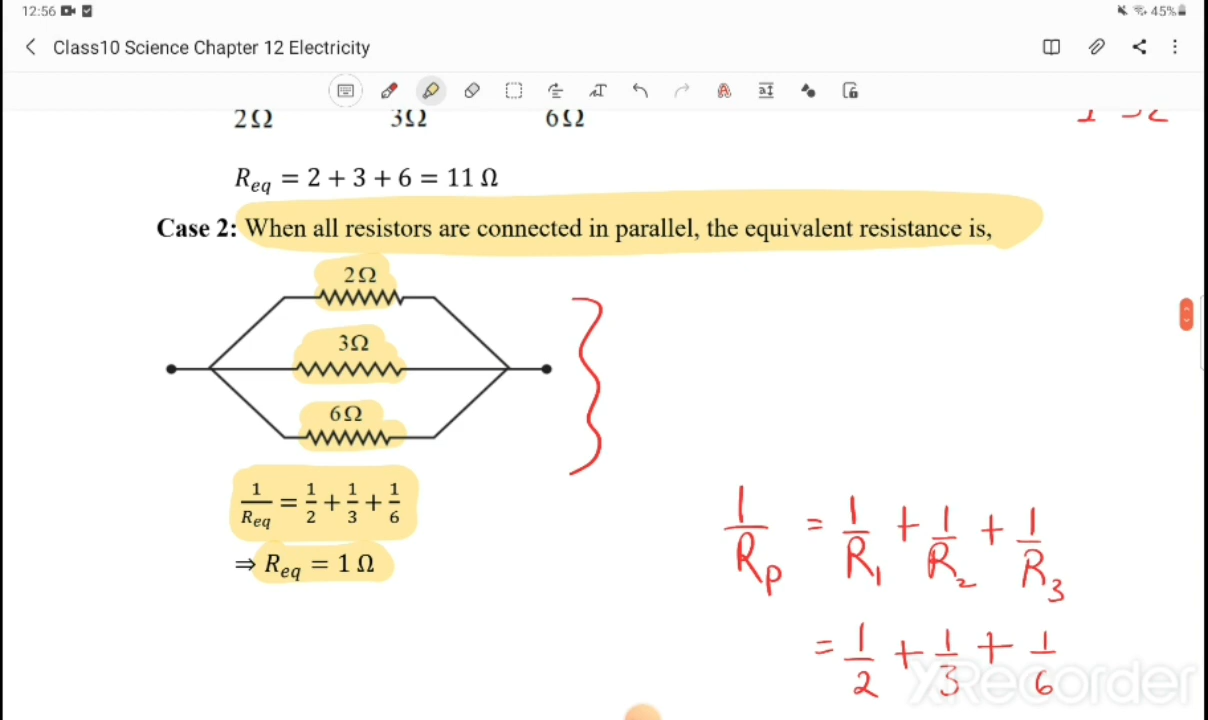 12:56 45%
Class10 Science Chapter 12 Electricity
2Ω 3Ω 6Ω
R_eq = 2 + 3 + 6 = 11 Ω
Case 2: When all resistors are connected in parallel, the equivalent resistance is,
2Ω
3Ω
6Ω
1/R_eq = 1/2 + 1/3 + 1/6
⇒ R_eq = 1 Ω
1/R_p = 1/R_1 + 1/R_2 + 1/R_3
= 1/2 + 1/3 + 1/6
XRecorder